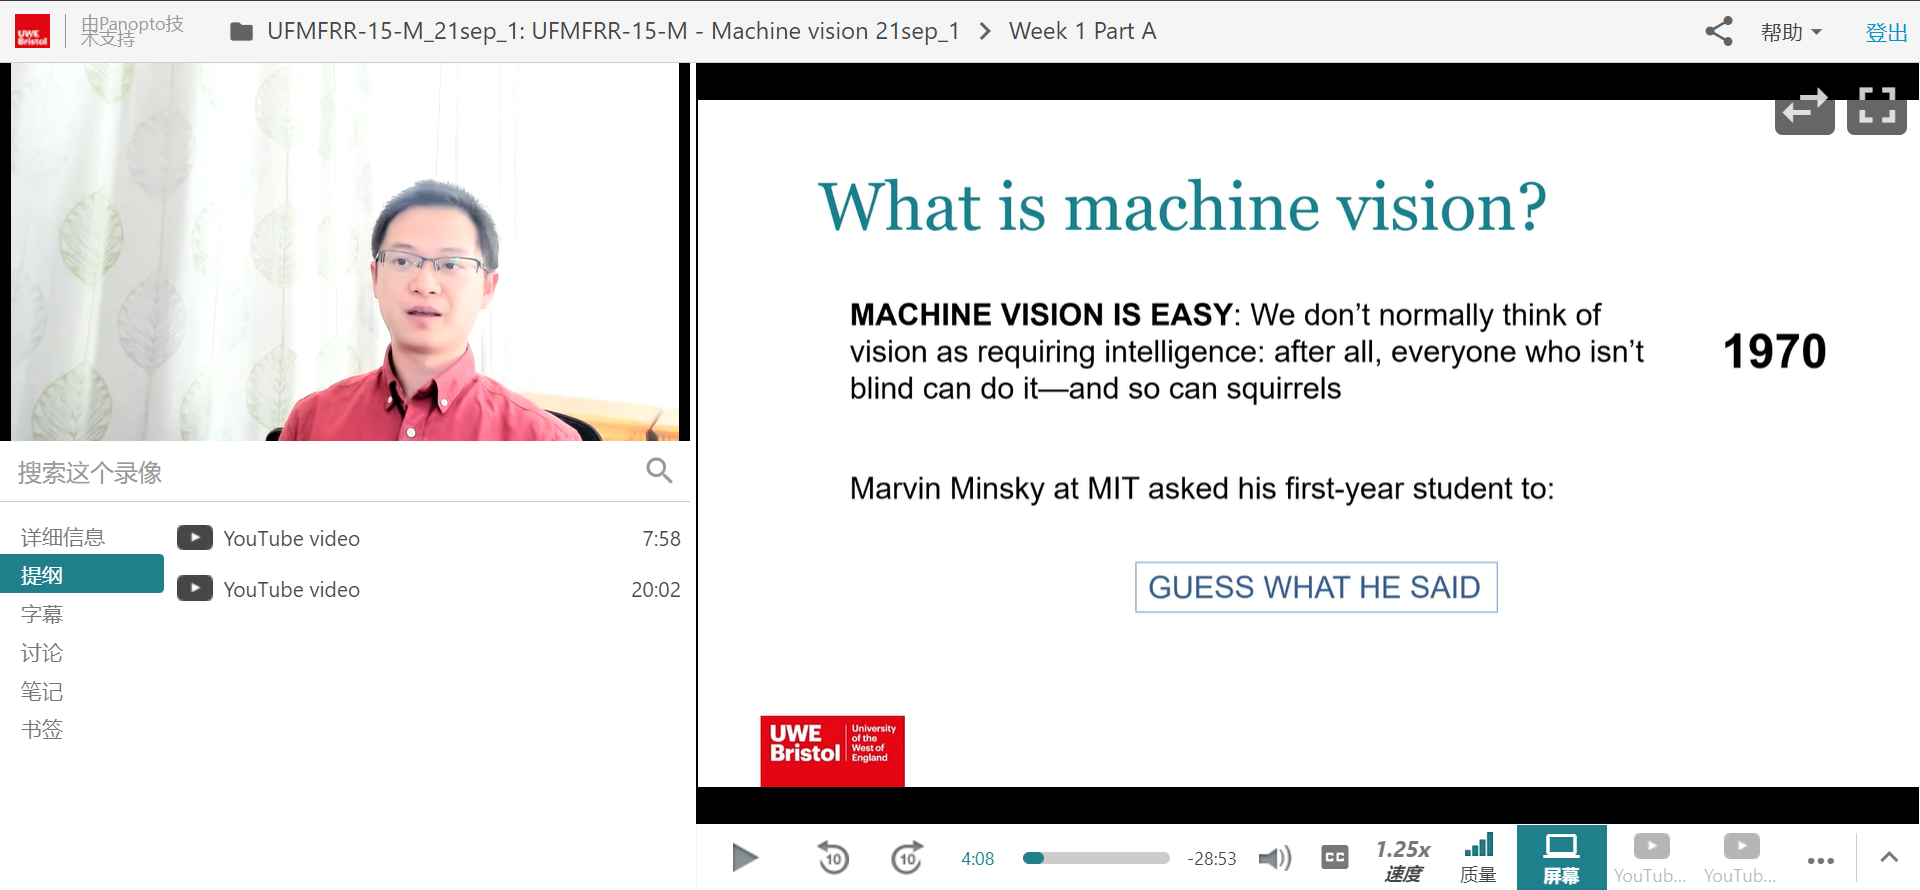 UWE
Bristol
由Panopto技
术支持
UFMFRR-15-M_21sep_1: UFMFRR-15-M - Machine vision 21sep_1
Week 1 Part A
帮助
登出
搜索这个录像
详细信息
提纲
字幕
讨论
笔记
书签
YouTube video 7:58
YouTube video 20:02
What is machine vision?
MACHINE VISION IS EASY: We don’t normally think of
vision as requiring intelligence: after all, everyone who isn’t
blind can do it—and so can squirrels
1970
Marvin Minsky at MIT asked his first-year student to:
GUESS WHAT HE SAID
UWE
Bristol
University
of the
West of
England
10
10
4:08
-28:53
CC
1.25x
速度
质量
屏幕
YouTub...
YouTub...